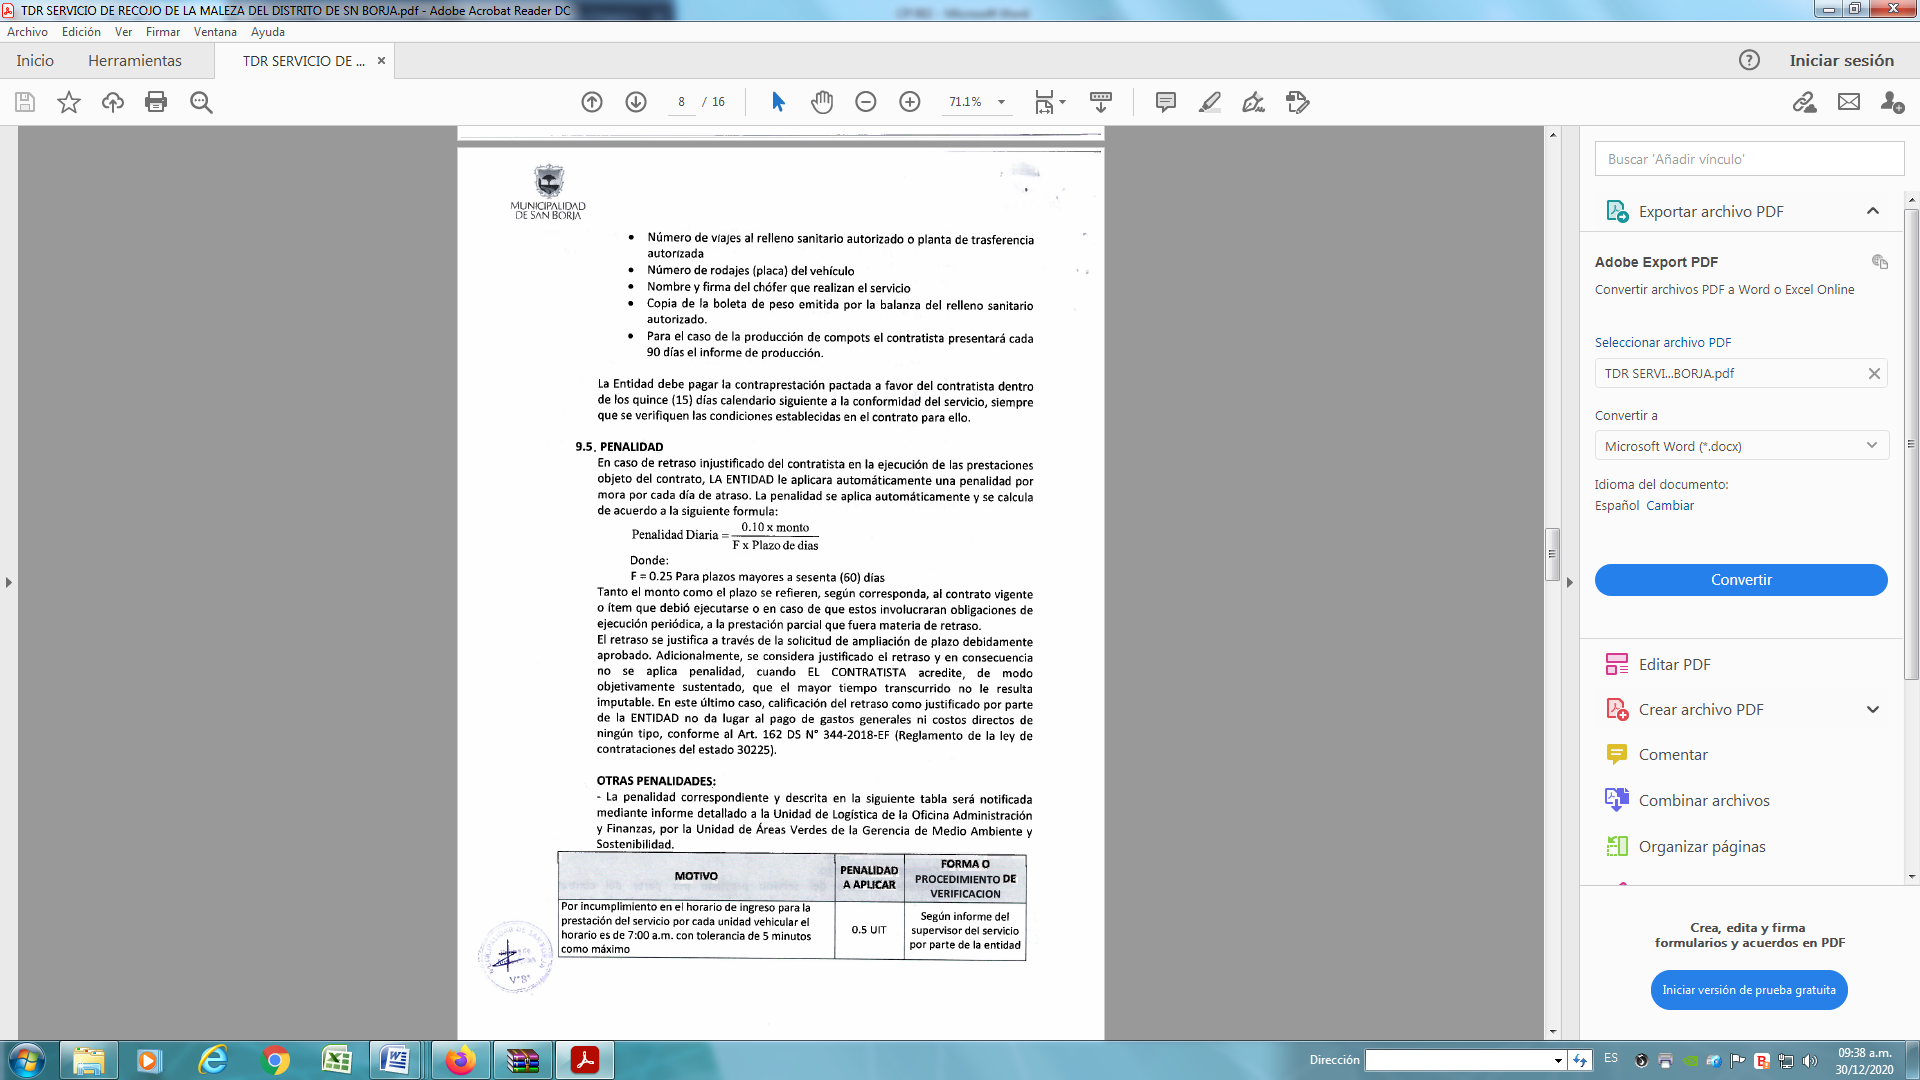 TDR SERVICIO DE RECOJO DE LA MALEZA DEL DISTRITO DE SN BORJA.pdf - Adobe Acrobat Reader DC
Archivo Edición Ver Firmar Ventana Ayuda
Inicio Herramientas TDR SERVICIO DE ... × Iniciar sesión
8 / 16 71.1%
MUNICIPALIDAD
DE SAN BORJA
• Número de viajes al relleno sanitario autorizado o planta de trasferencia
autorizada
• Número de rodajes (placa) del vehículo
• Nombre y firma del chófer que realizan el servicio
• Copia de la boleta de peso emitida por la balanza del relleno sanitario
autorizado.
• Para el caso de la producción de compots el contratista presentará cada
90 días el informe de producción.
La Entidad debe pagar la contraprestación pactada a favor del contratista dentro
de los quince (15) días calendario siguiente a la conformidad del servicio, siempre
que se verifiquen las condiciones establecidas en el contrato para ello.
9.5. PENALIDAD
En caso de retraso injustificado del contratista en la ejecución de las prestaciones
objeto del contrato, LA ENTIDAD le aplicara automáticamente una penalidad por
mora por cada día de atraso. La penalidad se aplica automáticamente y se calcula
de acuerdo a la siguiente formula:
0.10 x monto
Penalidad Diaria =
F x Plazo de dias
Donde:
F = 0.25 Para plazos mayores a sesenta (60) días
Tanto el monto como el plazo se refieren, según corresponda, al contrato vigente
o ítem que debió ejecutarse o en caso de que estos involucraran obligaciones de
ejecución periódica, a la prestación parcial que fuera materia de retraso.
El retraso se justifica a través de la solicitud de ampliación de plazo debidamente
aprobado. Adicionalmente, se considera justificado el retraso y en consecuencia
no se aplica penalidad, cuando EL CONTRATISTA acredite, de modo
objetivamente sustentado, que el mayor tiempo transcurrido no le resulta
imputable. En este último caso, calificación del retraso como justificado por parte
de la ENTIDAD no da lugar al pago de gastos generales ni costos directos de
ningún tipo, conforme al Art. 162 DS N° 344-2018-EF (Reglamento de la ley de
contrataciones del estado 30225).
OTRAS PENALIDADES:
- La penalidad correspondiente y descrita en la siguiente tabla será notificada
mediante informe detallado a la Unidad de Logística de la Oficina Administración
y Finanzas, por la Unidad de Áreas Verdes de la Gerencia de Medio Ambiente y
Sostenibilidad.
MOTIVO
PENALIDAD
A APLICAR
FORMA O
PROCEDIMIENTO DE
VERIFICACION
Por incumplimiento en el horario de ingreso para la
prestación del servicio por cada unidad vehicular el
horario es de 7:00 a.m. con tolerancia de 5 minutos
como máximo
0.5 UIT
Según informe del
supervisor del servicio
por parte de la entidad
V°B°
Buscar 'Añadir vínculo'
Exportar archivo PDF
Adobe Export PDF
Convertir archivos PDF a Word o Excel Online
Seleccionar archivo PDF
TDR SERVI...BORJA.pdf
Convertir a
Microsoft Word (*.docx)
Idioma del documento:
Español Cambiar
Convertir
Editar PDF
Crear archivo PDF
Comentar
Combinar archivos
Organizar páginas
Crea, edita y firma
formularios y acuerdos en PDF
Iniciar versión de prueba gratuita
Dirección ES 09:38 a.m.
30/12/2020